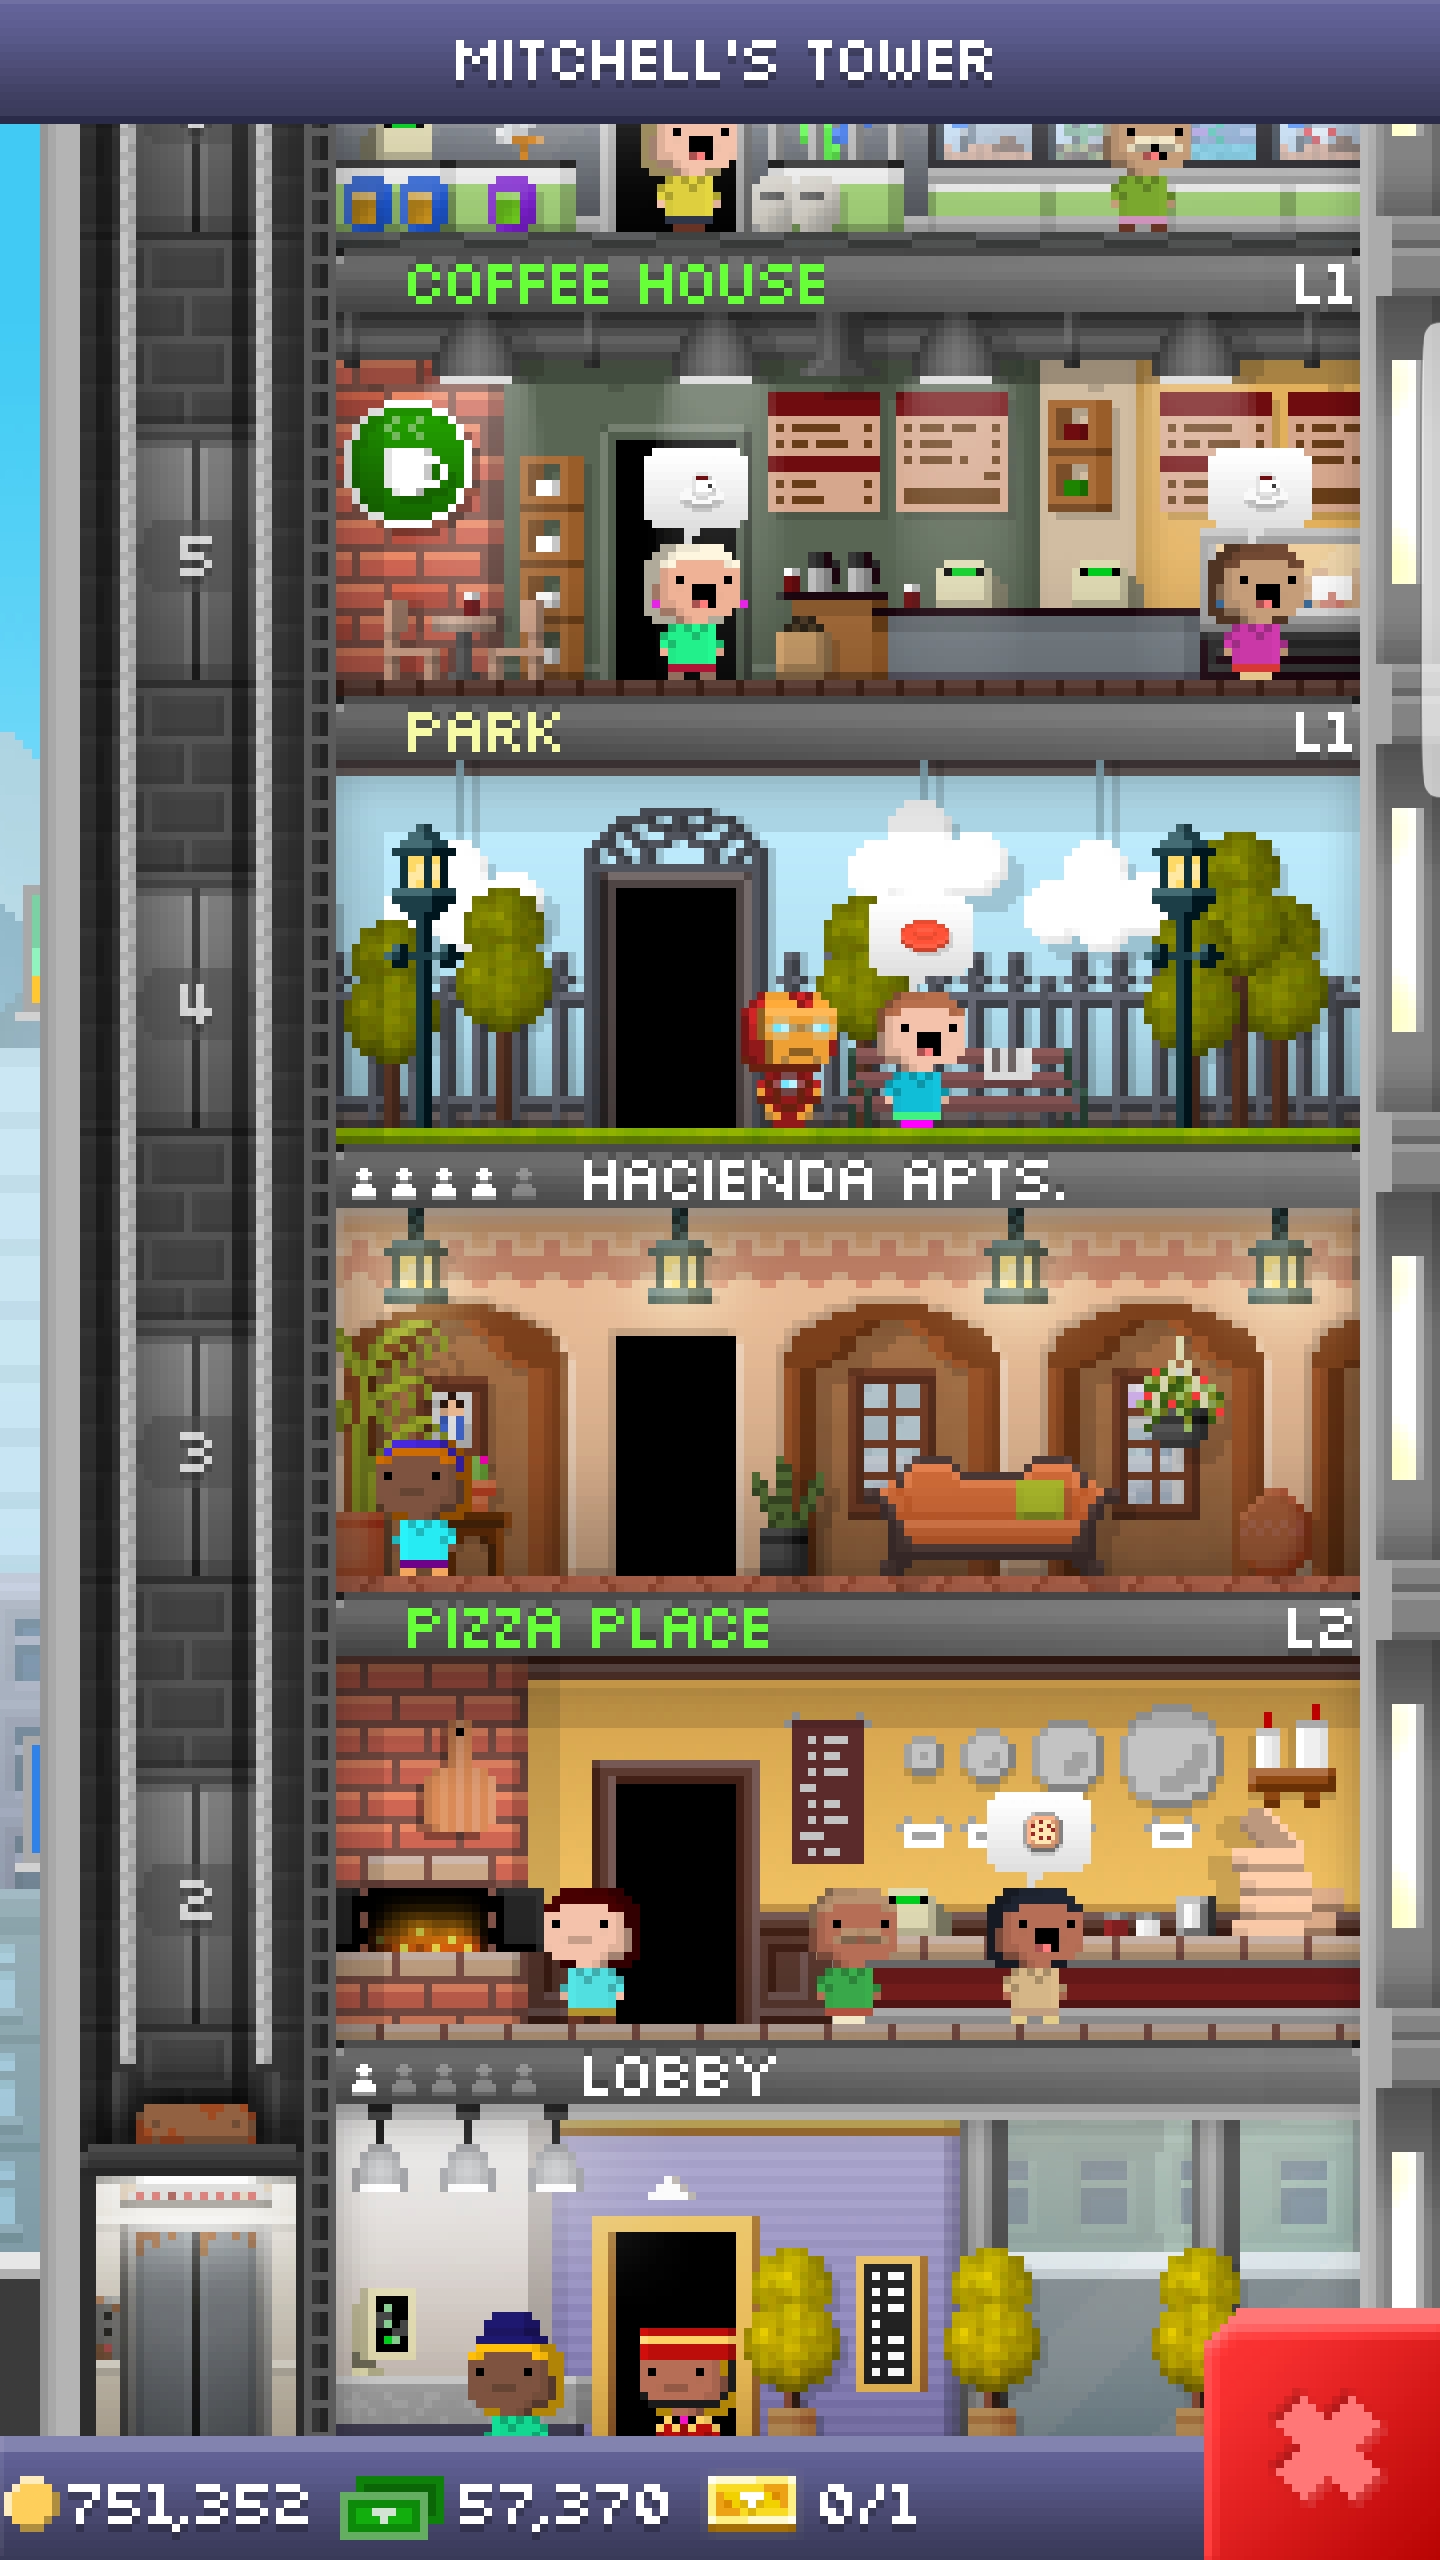 MITCHELL'S TOWER
COFFEE HOUSE L1
5
PARK L1
4
HACIENDA APTS.
3
PIZZA PLACE L2
2
LOBBY
751,352 57,370 0/1